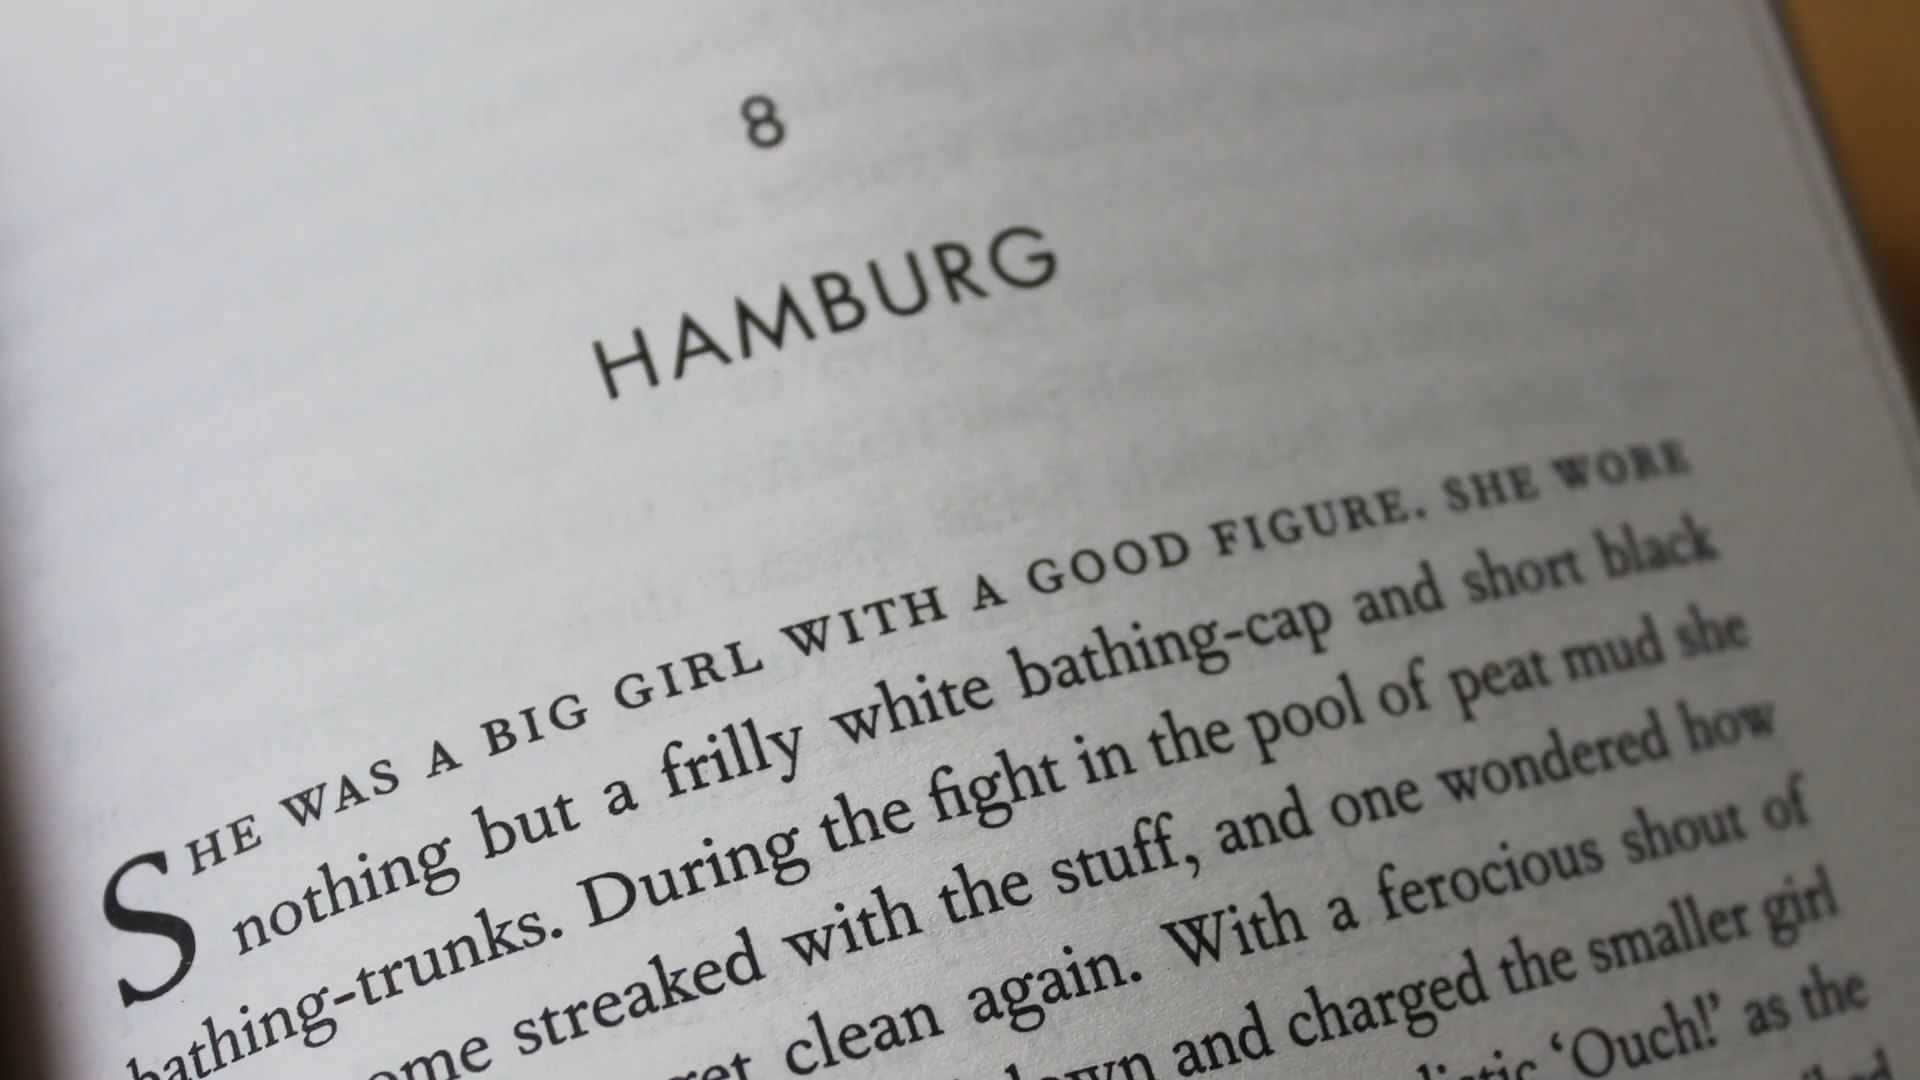 8
HAMBURG
SHE WAS A BIG GIRL WITH A GOOD FIGURE. SHE WORE
nothing but a frilly white bathing-cap and short black
bathing-trunks. During the fight in the pool of peat mud she
streaked with the stuff, and one wondered how
clean again. With a ferocious shout of
and charged the smaller girl
‘Ouch!’ as the